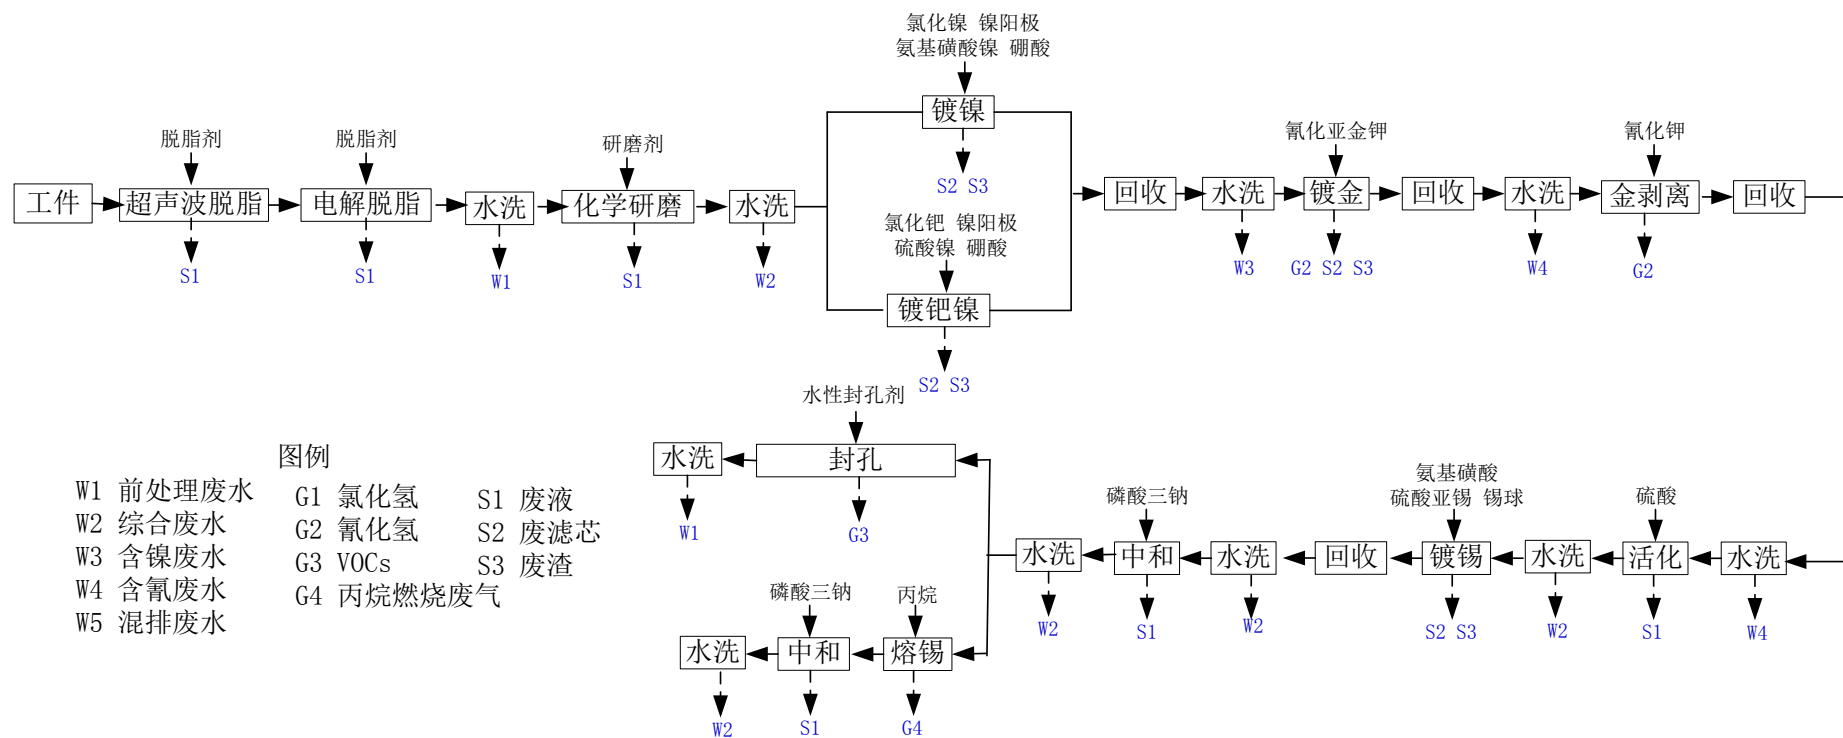 氯化镍 镍阳极
氨基磺酸镍 硼酸
镀镍
S2 S3
脱脂剂
脱脂剂
研磨剂
氰化亚金钾
氰化钾
工件
超声波脱脂
电解脱脂
水洗
化学研磨
水洗
回收
水洗
镀金
回收
水洗
金剥离
回收
S1
S1
W1
S1
W2
W3
G2 S2 S3
W4
G2
氯化钯 镍阳极
硫酸镍 硼酸
镀钯镍
S2 S3
水性封孔剂
水洗
封孔
W1
G3
氨基磺酸
硫酸亚锡 锡球
磷酸三钠
硫酸
水洗
中和
水洗
回收
镀锡
水洗
活化
水洗
W2
S1
W2
S2 S3
W2
S1
W4
磷酸三钠
丙烷
水洗
中和
熔锡
W2
S1
G4
图例
W1 前处理废水
W2 综合废水
W3 含镍废水
W4 含氰废水
W5 混排废水
G1 氯化氢
G2 氰化氢
G3 VOCs
G4 丙烷燃烧废气
S1 废液
S2 废滤芯
S3 废渣